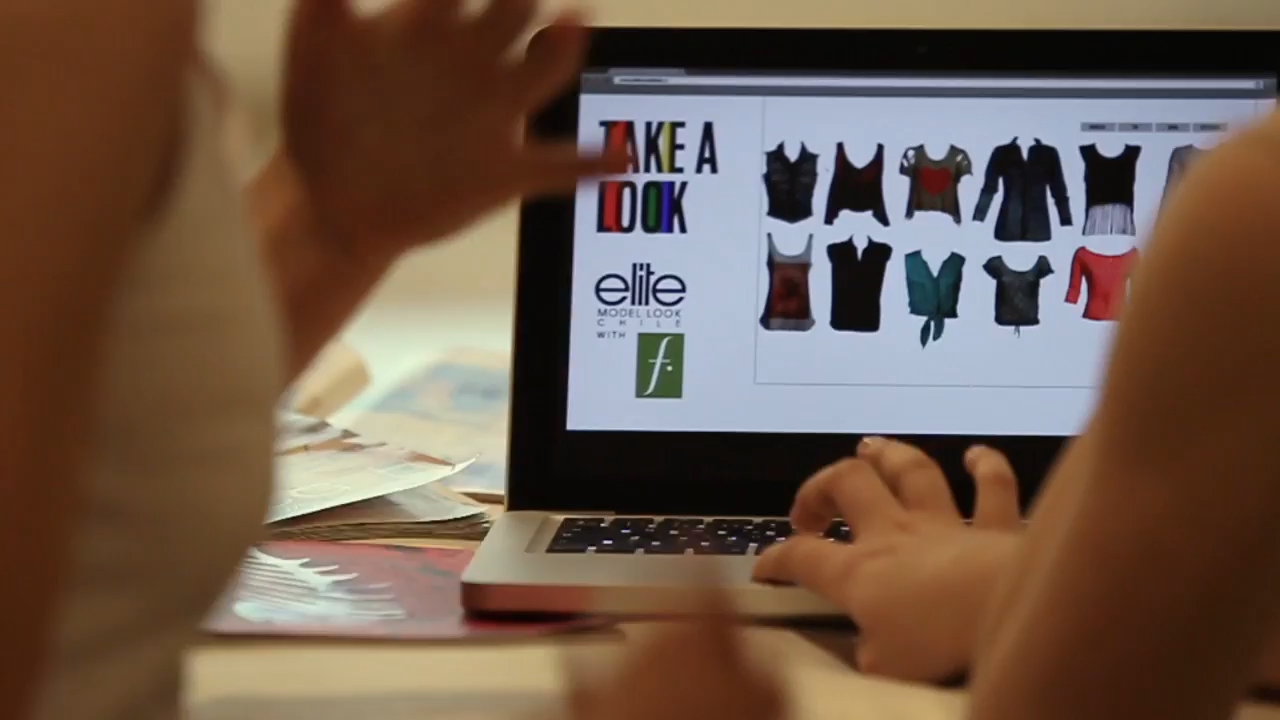 TAKE A
LOOK
elite
MODEL LOOK
CHILE
WITH
f.